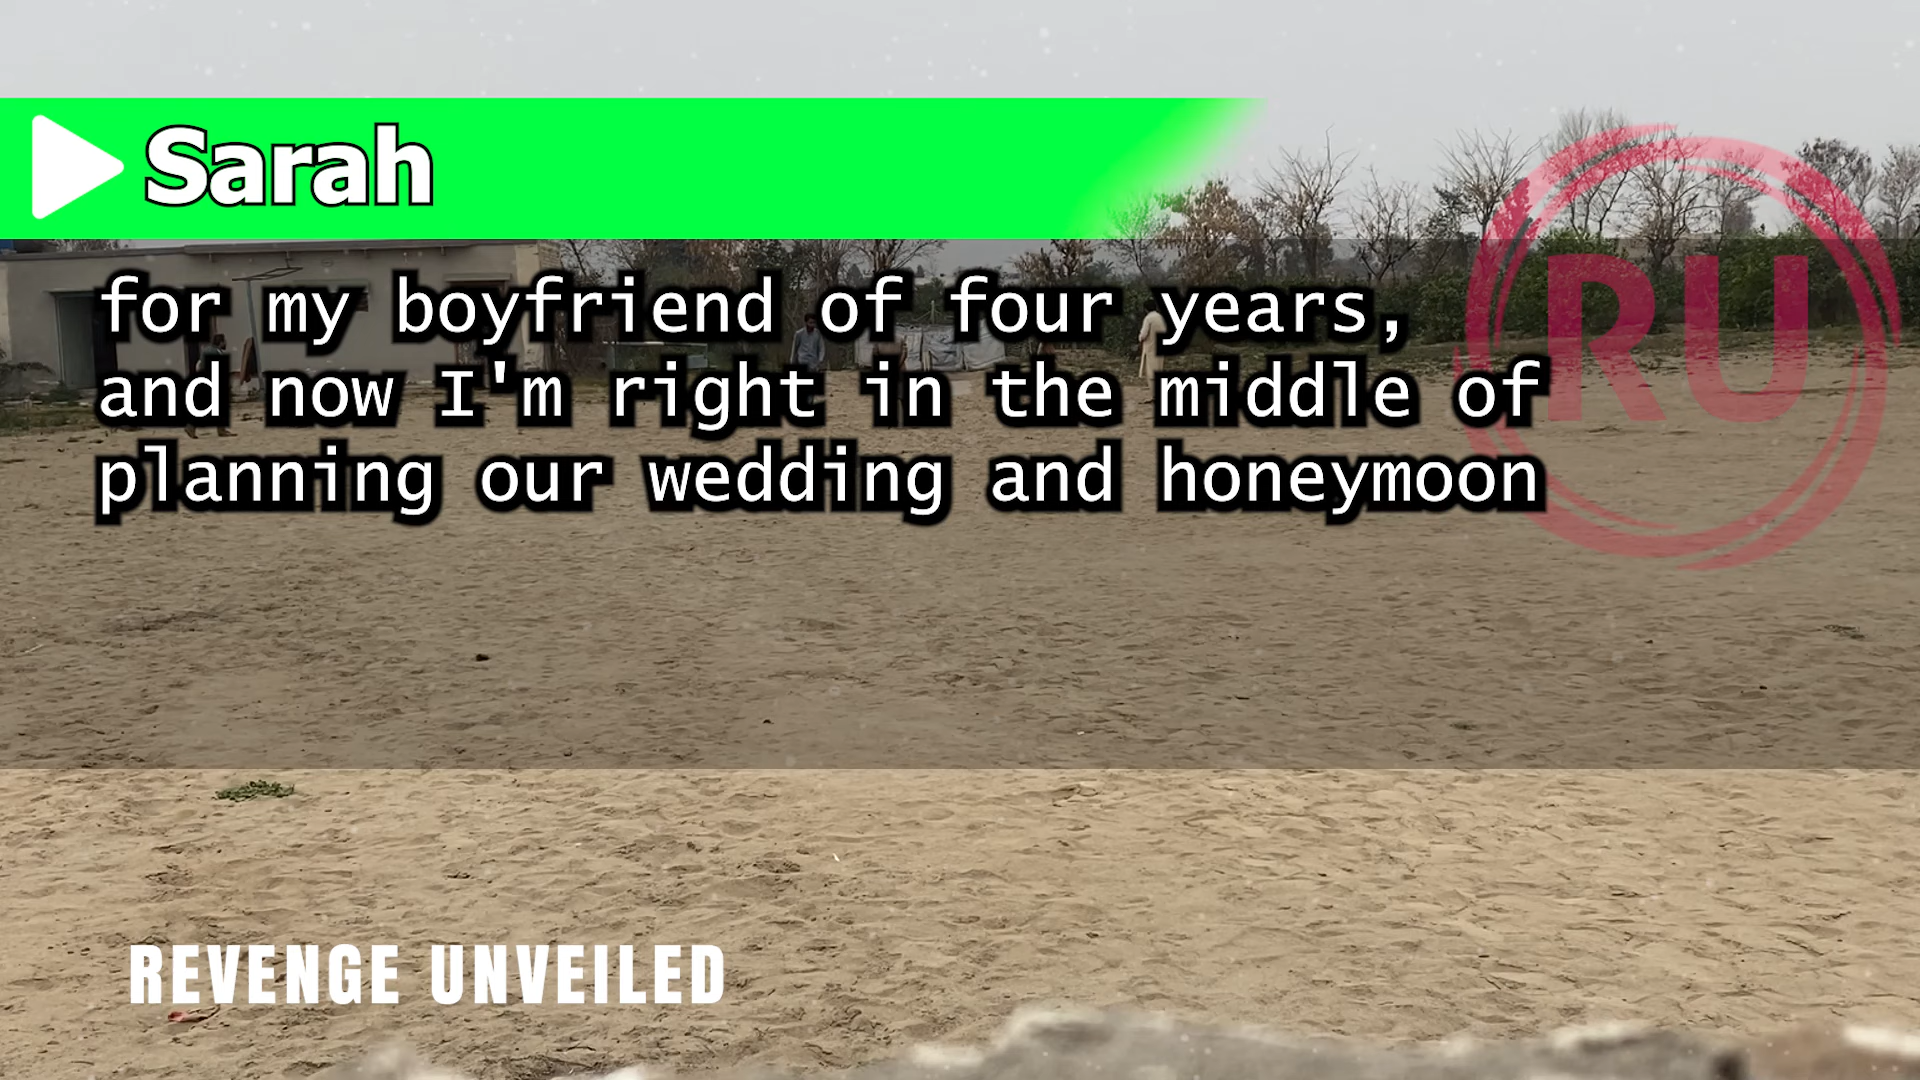 Sarah
for my boyfriend of four years,
and now I'm right in the middle of
planning our wedding and honeymoon
RU
REVENGE UNVEILED